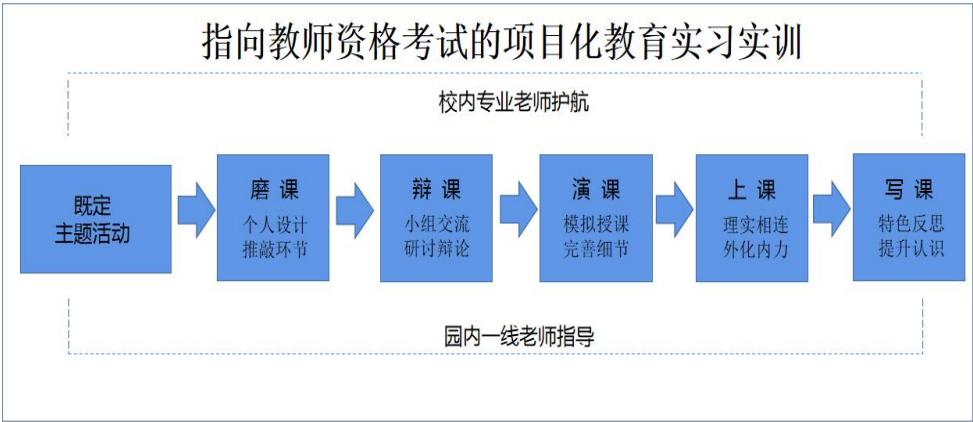 指向教师资格考试的项目化教育实习实训
校内专业老师护航
既定
主题活动
磨 课
个人设计
推敲环节
辩 课
小组交流
研讨辩论
演 课
模拟授课
完善细节
上 课
理实相连
外化内力
写 课
特色反思
提升认识
园内一线老师指导